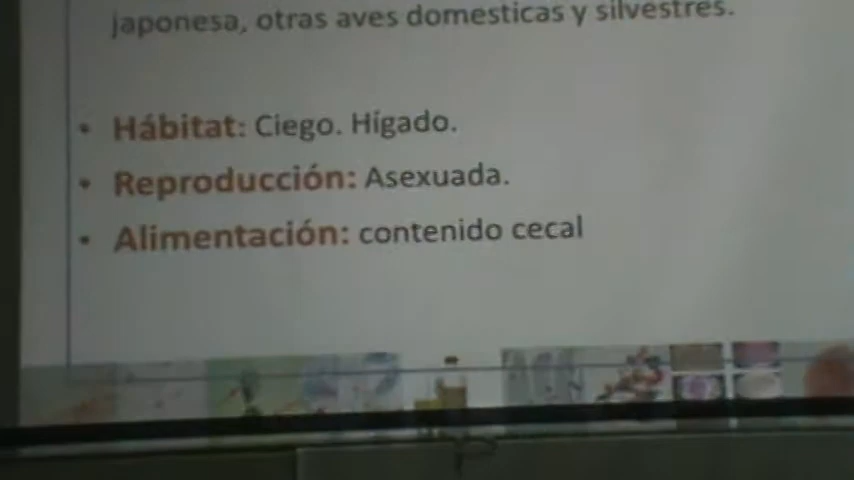 japonesa, otras aves domesticas y silvestres.
• Hábitat: Ciego. Hígado.
• Reproducción: Asexuada.
• Alimentación: contenido cecal